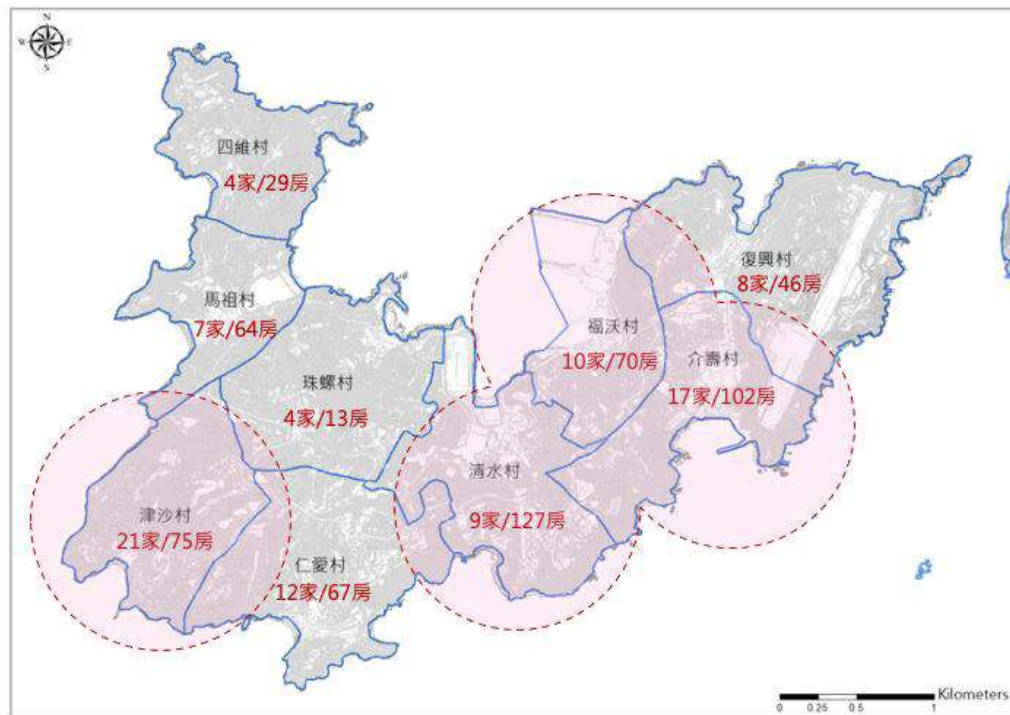 N
W E
S
四維村
4家/29房
馬祖村
7家/64房
珠螺村
4家/13房
津沙村
21家/75房
仁愛村
12家/67房
清水村
9家/127房
福沃村
10家/70房
介壽村
17家/102房
復興村
8家/46房
Kilometers
0 0.25 0.5 1